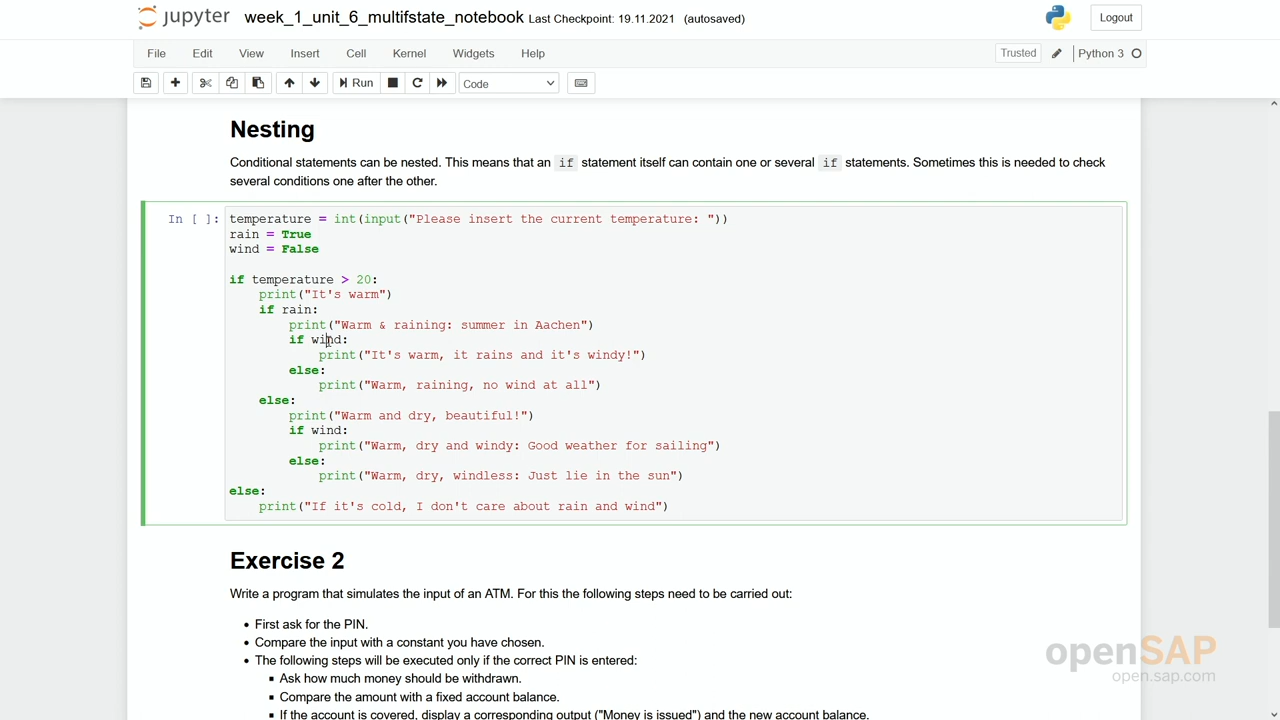 jupyter week_1_unit_6_multifstate_notebook Last Checkpoint: 19.11.2021 (autosaved) Logout
File Edit View Insert Cell Kernel Widgets Help Trusted Python 3
Run Code
Nesting
Conditional statements can be nested. This means that an if statement itself can contain one or several if statements. Sometimes this is needed to check
several conditions one after the other.
In [ ]: temperature = int(input("Please insert the current temperature: "))
rain = True
wind = False
if temperature > 20:
    print("It's warm")
    if rain:
        print("Warm & raining: summer in Aachen")
        if wind:
            print("It's warm, it rains and it's windy!")
        else:
            print("Warm, raining, no wind at all")
    else:
        print("Warm and dry, beautiful!")
        if wind:
            print("Warm, dry and windy: Good weather for sailing")
        else:
            print("Warm, dry, windless: Just lie in the sun")
else:
    print("If it's cold, I don't care about rain and wind")
Exercise 2
Write a program that simulates the input of an ATM. For this the following steps need to be carried out:
• First ask for the PIN.
• Compare the input with a constant you have chosen.
• The following steps will be executed only if the correct PIN is entered:
▪ Ask how much money should be withdrawn.
▪ Compare the amount with a fixed account balance.
▪ If the account is covered, display a corresponding output ("Money is issued") and the new account balance.
openSAP
open.sap.com